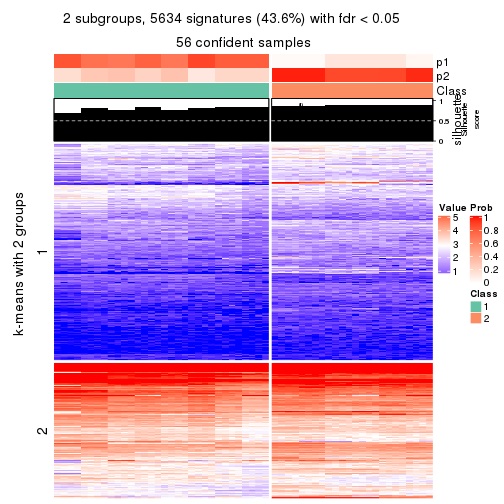 2 subgroups, 5634 signatures (43.6%) with fdr < 0.05
56 confident samples
p1
p2
Class
silhouette
1
0.5
0
Silhouette
score
k-means with 2 groups
1
2
Value
5
4
3
2
1
Prob
1
0.8
0.6
0.4
0.2
0
Class
1
2